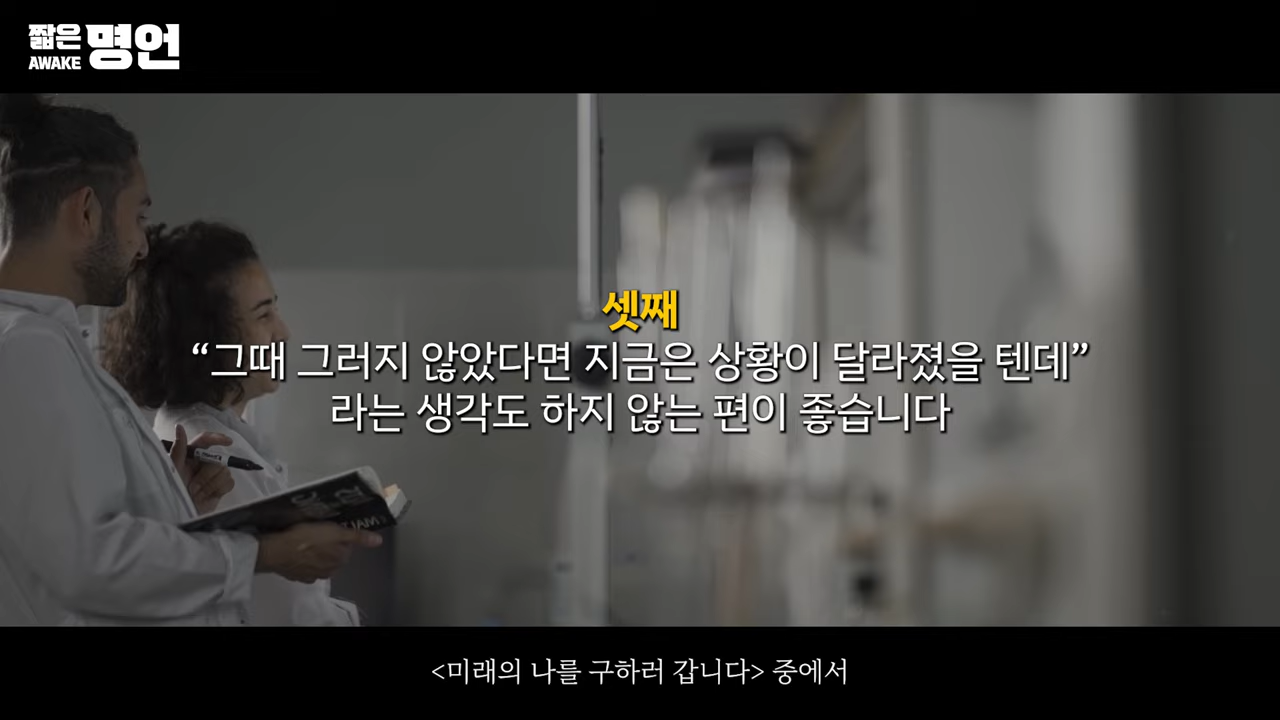 짧은 명언
AWAKE
셋째
“그때 그러지 않았다면 지금은 상황이 달라졌을 텐데”
라는 생각도 하지 않는 편이 좋습니다
<미래의 나를 구하러 갑니다> 중에서